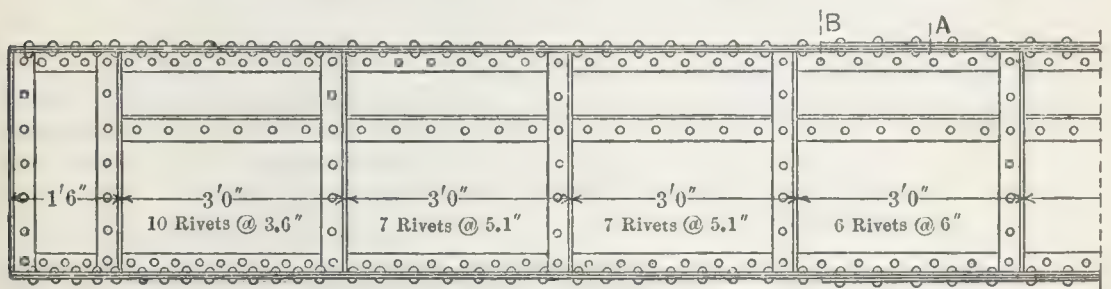 B A
1'6" 3'0" 3'0" 3'0" 3'0"
10 Rivets @ 3.6" 7 Rivets @ 5.1" 7 Rivets @ 5.1" 6 Rivets @ 6"